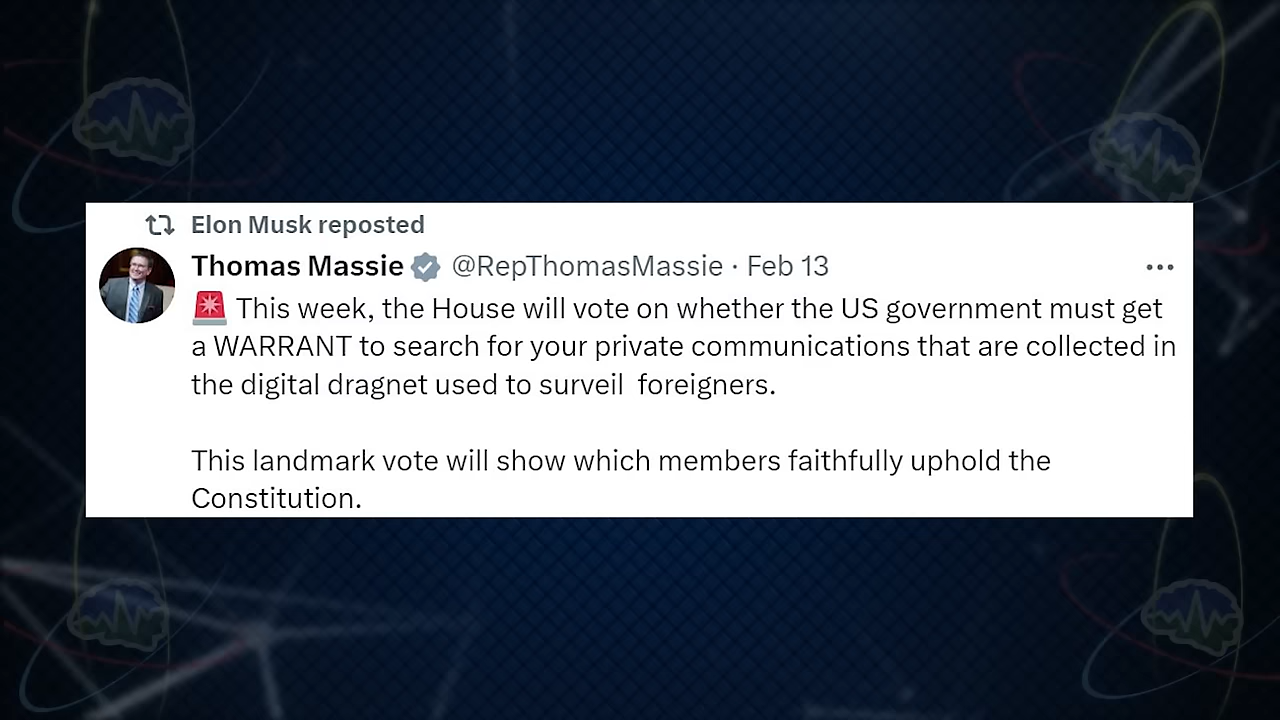 Elon Musk reposted
Thomas Massie @RepThomasMassie · Feb 13
🚨 This week, the House will vote on whether the US government must get
a WARRANT to search for your private communications that are collected in
the digital dragnet used to surveil  foreigners.
This landmark vote will show which members faithfully uphold the
Constitution.